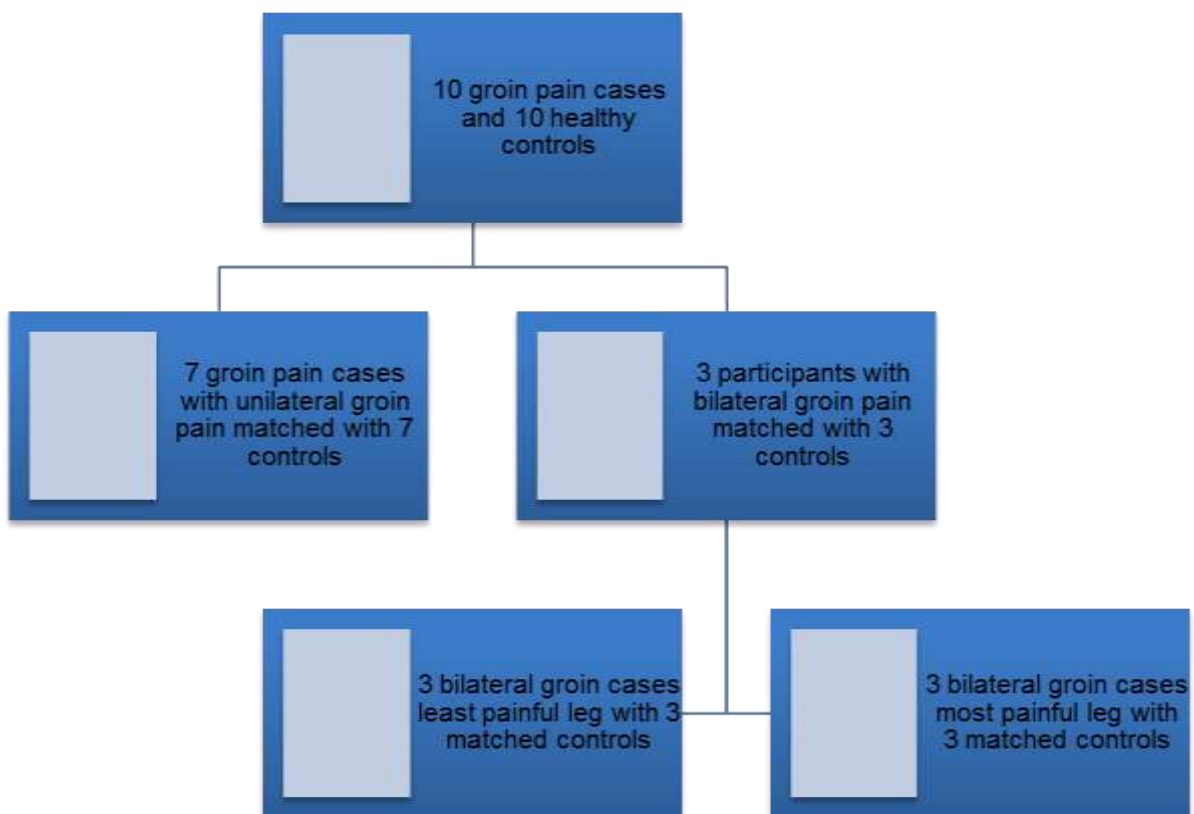 10 groin pain cases
and 10 healthy
controls
7 groin pain cases
with unilateral groin
pain matched with 7
controls
3 participants with
bilateral groin pain
matched with 3
controls
3 bilateral groin cases
least painful leg with 3
matched controls
3 bilateral groin cases
most painful leg with
3 matched controls